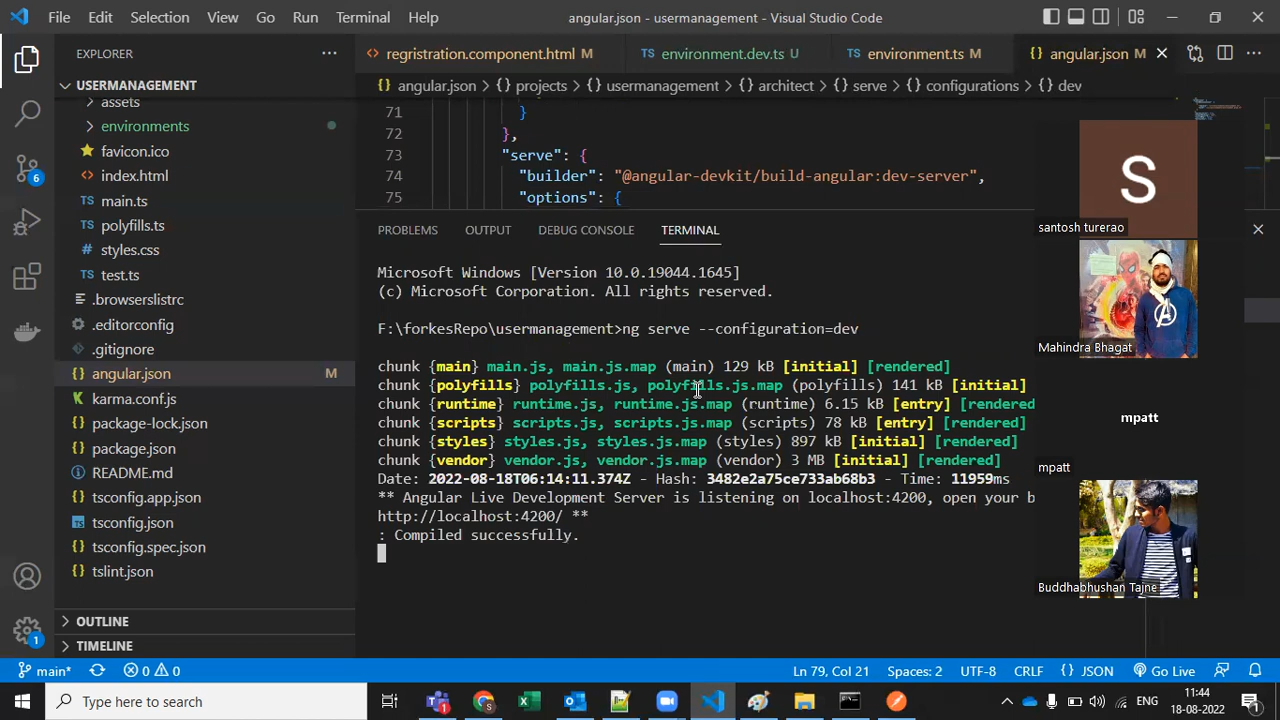 File Edit Selection View Go Run Terminal Help angular.json - usermanagement - Visual Studio Code
EXPLORER
regristration.component.html M TS environment.dev.ts U TS environment.ts M {} angular.json M
USERMANAGEMENT
{} angular.json > {} projects > {} usermanagement > {} architect > {} serve > {} configurations > {} dev
assets
environments
favicon.ico
index.html
TS main.ts
TS polyfills.ts
styles.css
TS test.ts
.browserslistrc
.editorconfig
.gitignore
{} angular.json M
karma.conf.js
{} package-lock.json
{} package.json
README.md
{} tsconfig.app.json
tsconfig.json
{} tsconfig.spec.json
{} tslint.json
OUTLINE
TIMELINE
6
1
71 }
72 },
73 "serve": {
74 "builder": "@angular-devkit/build-angular:dev-server",
75 "options": {
PROBLEMS OUTPUT DEBUG CONSOLE TERMINAL
Microsoft Windows [Version 10.0.19044.1645]
(c) Microsoft Corporation. All rights reserved.
F:\forkesRepo\usermanagement>ng serve --configuration=dev
chunk {main} main.js, main.js.map (main) 129 kB [initial] [rendered]
chunk {polyfills} polyfills.js, polyfills.js.map (polyfills) 141 kB [initial]
chunk {runtime} runtime.js, runtime.js.map (runtime) 6.15 kB [entry] [rendered
chunk {scripts} scripts.js, scripts.js.map (scripts) 78 kB [entry] [rendered]
chunk {styles} styles.js, styles.js.map (styles) 897 kB [initial] [rendered]
chunk {vendor} vendor.js, vendor.js.map (vendor) 3 MB [initial] [rendered]
Date: 2022-08-18T06:14:11.374Z - Hash: 3482e2a75ce733ab68b3 - Time: 11959ms
** Angular Live Development Server is listening on localhost:4200, open your b
http://localhost:4200/ **
: Compiled successfully.
S
santosh turerao
Mahindra Bhagat
mpatt
mpatt
Buddhabhushan Tajne
main* 0 0 Ln 79, Col 21 Spaces: 2 UTF-8 CRLF {} JSON Go Live
Type here to search
ENG
11:44
18-08-2022